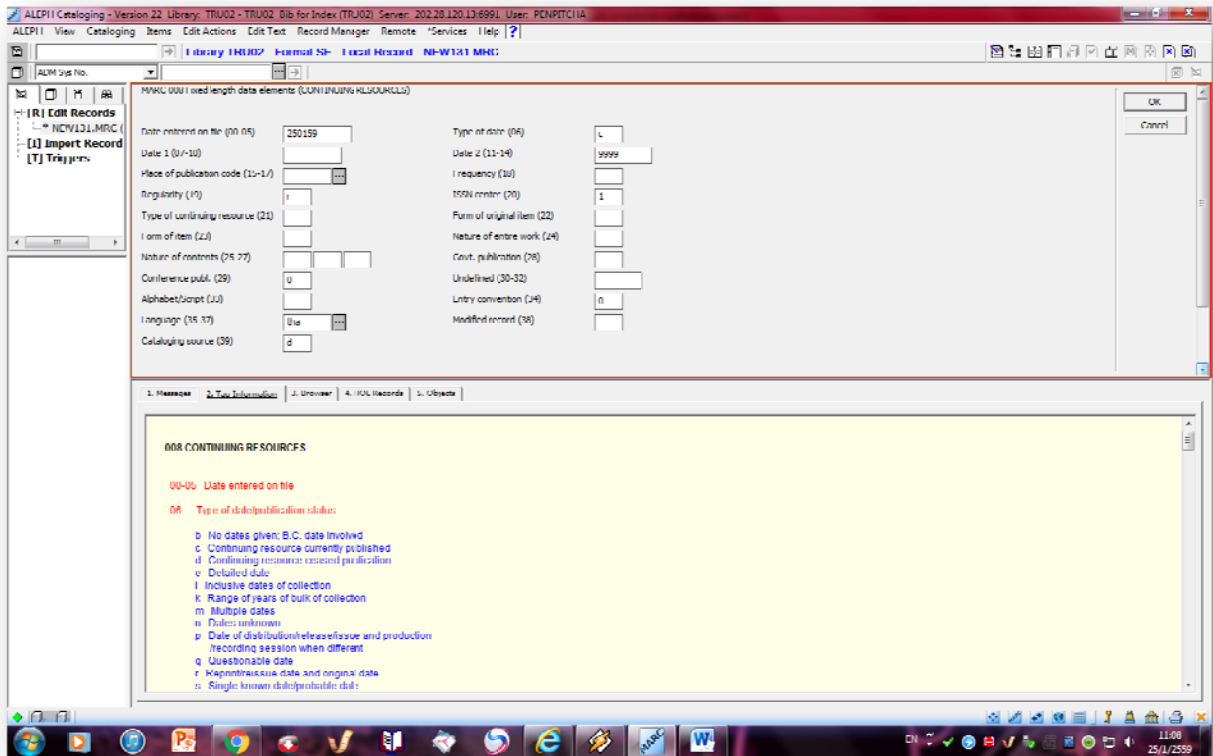 ALEPH Cataloging - Version 22 Library: TRU02 - TRU02 Bib for Index (TRU02) Server: 202.28.120.13:6991 User: PENPITCHA
ALEPH View Cataloging Items Edit Actions Edit Text Record Manager Remote *Services Help ?
Library TRU02 Format SE Local Record NEW131.MRC
ADM Sys No.
[R] Edit Records
* NEW131.MRC (
[I] Import Record
[T] Triggers
MARC 008 Fixed length data elements (CONTINUING RESOURCES)
OK
Cancel
Date entered on file (00-05) 250159 Type of date (06) c
Date 1 (07-10) Date 2 (11-14) 9999
Place of publication code (15-17) ... Frequency (18)
Regularity (19) r ISSN center (20) 1
Type of continuing resource (21) Form of original item (22)
Form of item (23) Nature of entire work (24)
Nature of contents (25-27) Govt. publication (28)
Conference publ. (29) 0 Undefined (30-32)
Alphabet/Script (33) Entry convention (34) 0
Language (35-37) tha ... Modified record (38)
Cataloging source (39) d
1. Messages 2. Tag Information 3. Browser 4. HOL Records 5. Objects
008 CONTINUING RESOURCES
00-05 Date entered on file
06 Type of date/publication status
b No dates given; B.C. date involved
c Continuing resource currently published
d Continuing resource ceased publication
e Detailed date
i Inclusive dates of collection
k Range of years of bulk of collection
m Multiple dates
n Dates unknown
p Date of distribution/release/issue and production
/recording session when different
q Questionable date
r Reprint/reissue date and original date
s Single known date/probable date
EN
11:08
25/1/2559